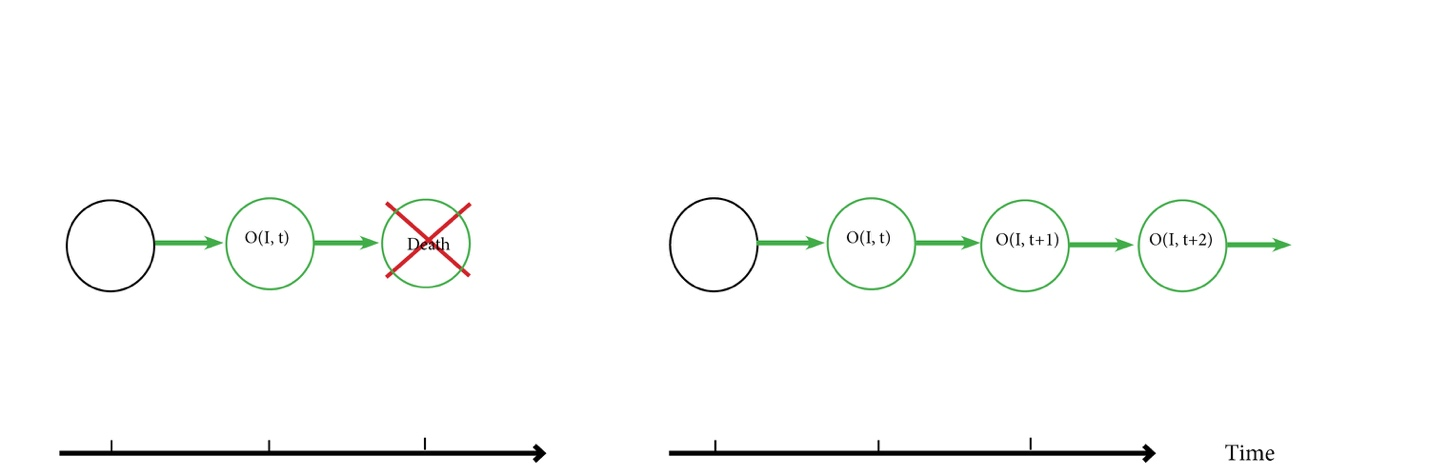 O(I, t)
Death
O(I, t)
O(I, t+1)
O(I, t+2)
Time